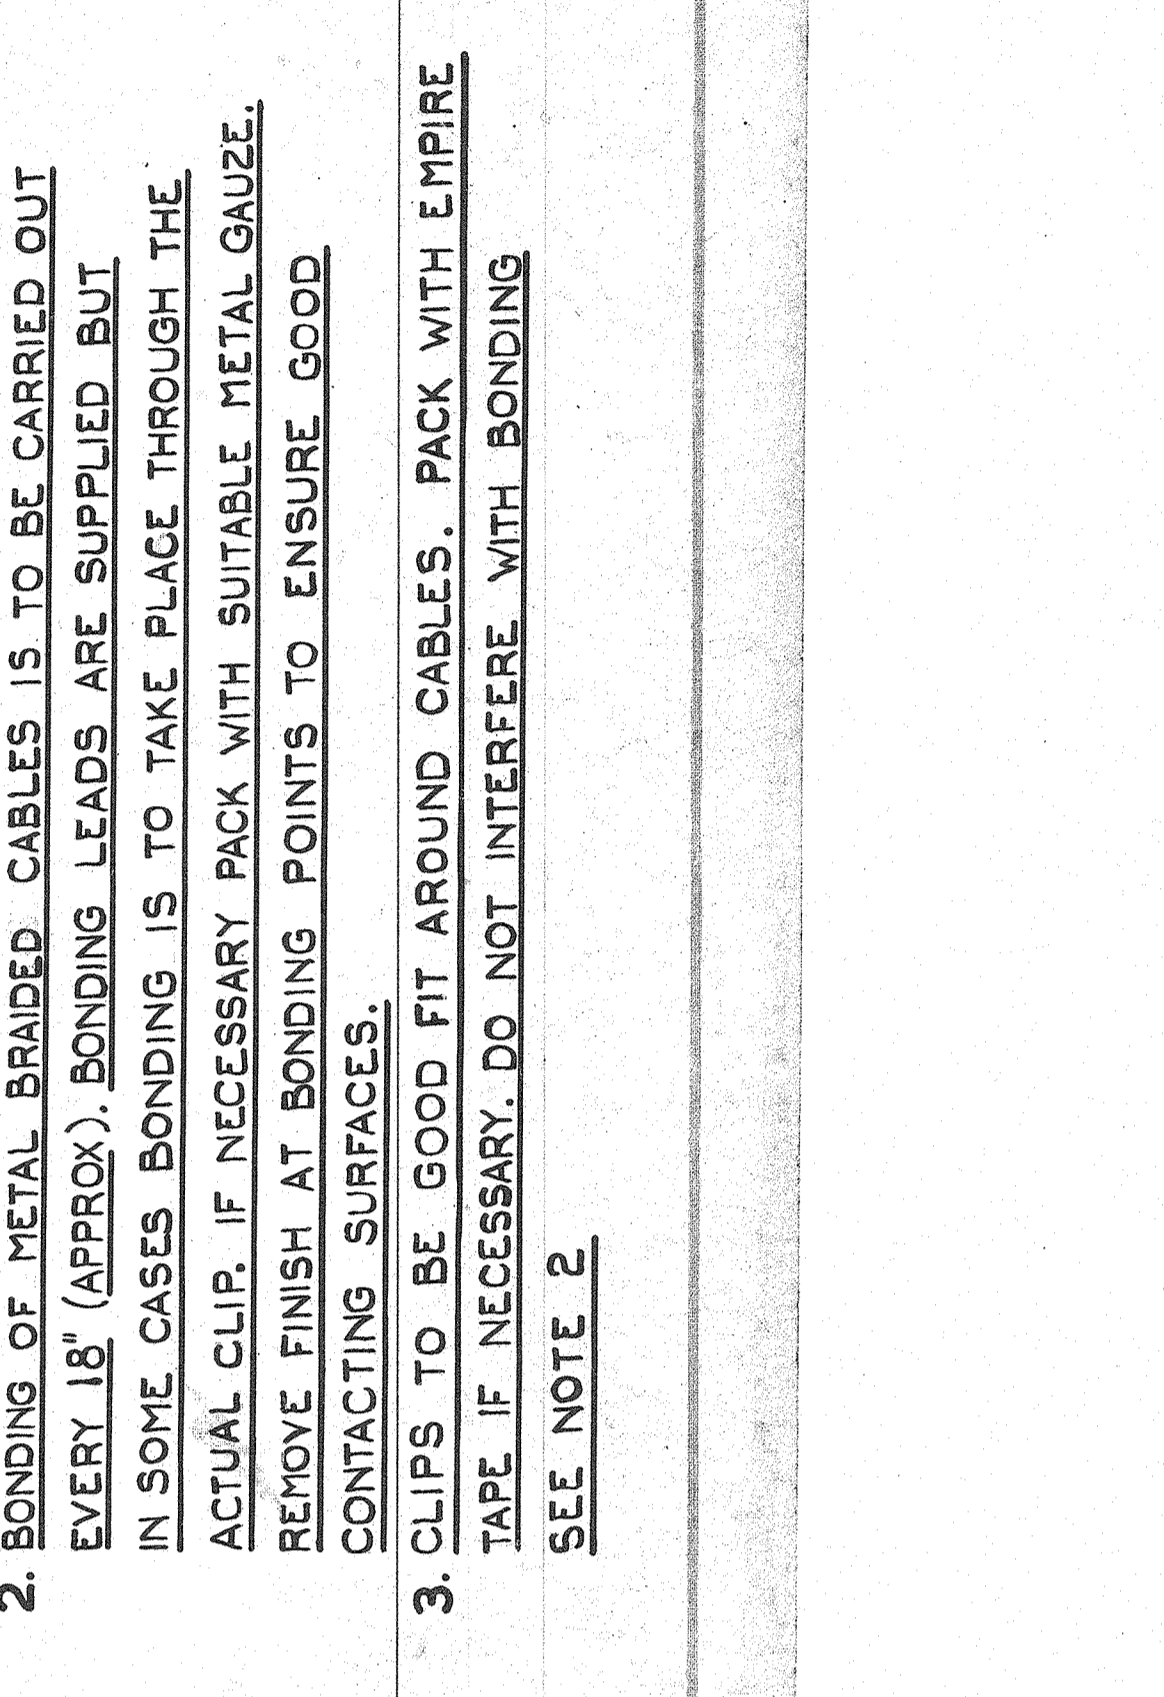 2. BONDING OF METAL BRAIDED CABLES IS TO BE CARRIED OUT
EVERY 18" (APPROX). BONDING LEADS ARE SUPPLIED BUT
IN SOME CASES BONDING IS TO TAKE PLACE THROUGH THE
ACTUAL CLIP. IF NECESSARY PACK WITH SUITABLE METAL GAUZE.
REMOVE FINISH AT BONDING POINTS TO ENSURE GOOD
CONTACTING SURFACES.
3. CLIPS TO BE GOOD FIT AROUND CABLES. PACK WITH EMPIRE
TAPE IF NECESSARY. DO NOT INTERFERE WITH BONDING
SEE NOTE 2